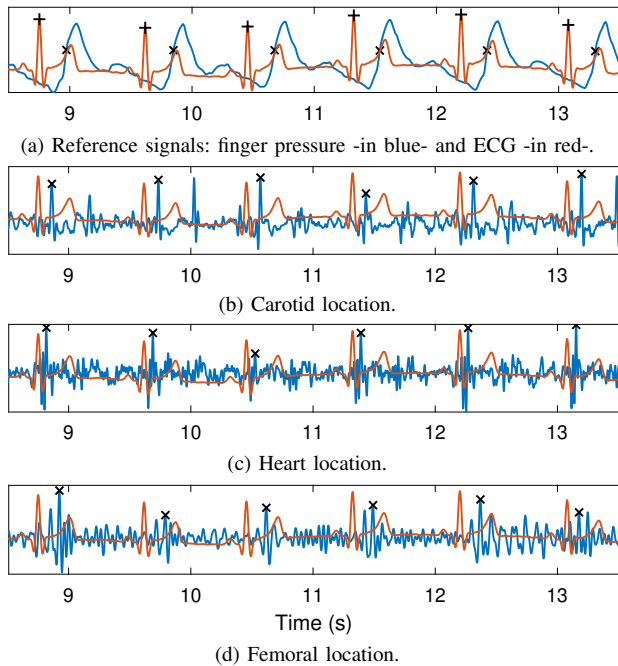 9 10 11 12 13
(a) Reference signals: finger pressure -in blue- and ECG -in red-.
9 10 11 12 13
(b) Carotid location.
9 10 11 12 13
(c) Heart location.
9 10 11 12 13
Time (s)
(d) Femoral location.